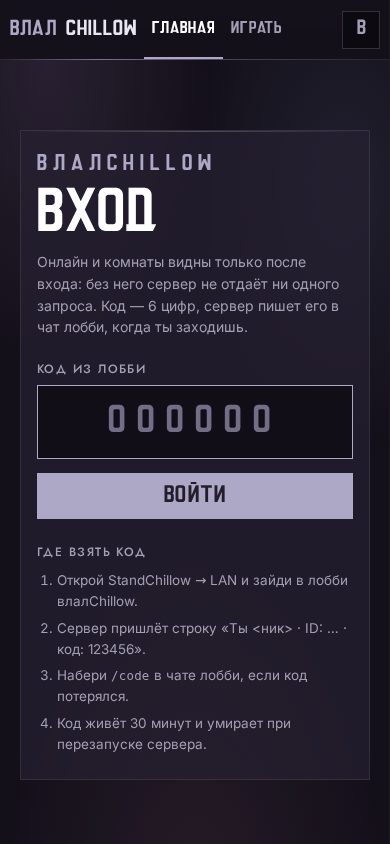 ВЛАЛ CHILLOW ГЛАВНАЯ ИГРАТЬ В
ВЛАЛCHILLOW
ВХОД
Онлайн и комнаты видны только после
входа: без него сервер не отдаёт ни одного
запроса. Код — 6 цифр, сервер пишет его в
чат лобби, когда ты заходишь.
КОД ИЗ ЛОББИ
000000
ВОЙТИ
ГДЕ ВЗЯТЬ КОД
1. Открой StandChillow → LAN и зайди в лобби
влалChillow.
2. Сервер пришлёт строку «Ты <ник> · ID: … ·
код: 123456».
3. Набери /code в чате лобби, если код
потерялся.
4. Код живёт 30 минут и умирает при
перезапуске сервера.